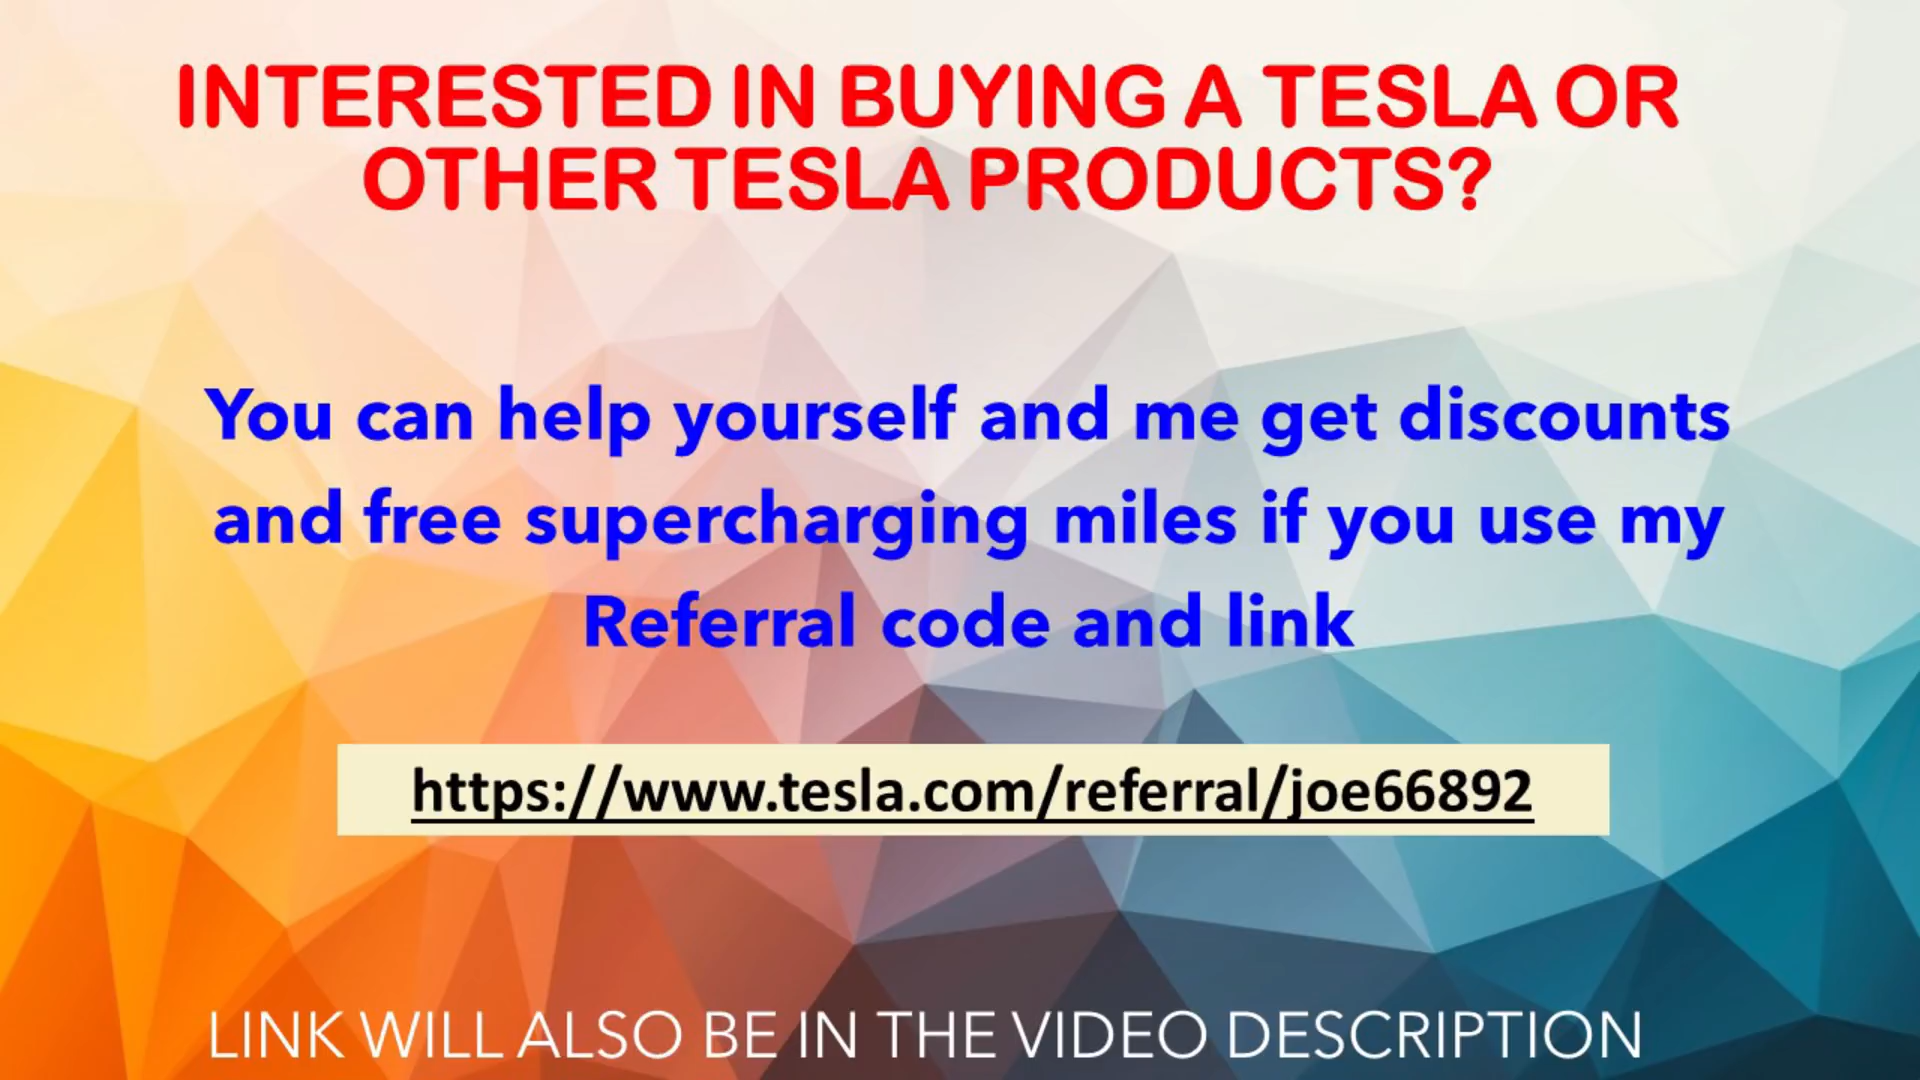 INTERESTED IN BUYING A TESLA OR
OTHER TESLA PRODUCTS?
You can help yourself and me get discounts
and free supercharging miles if you use my
Referral code and link
https://www.tesla.com/referral/joe66892
LINK WILL ALSO BE IN THE VIDEO DESCRIPTION